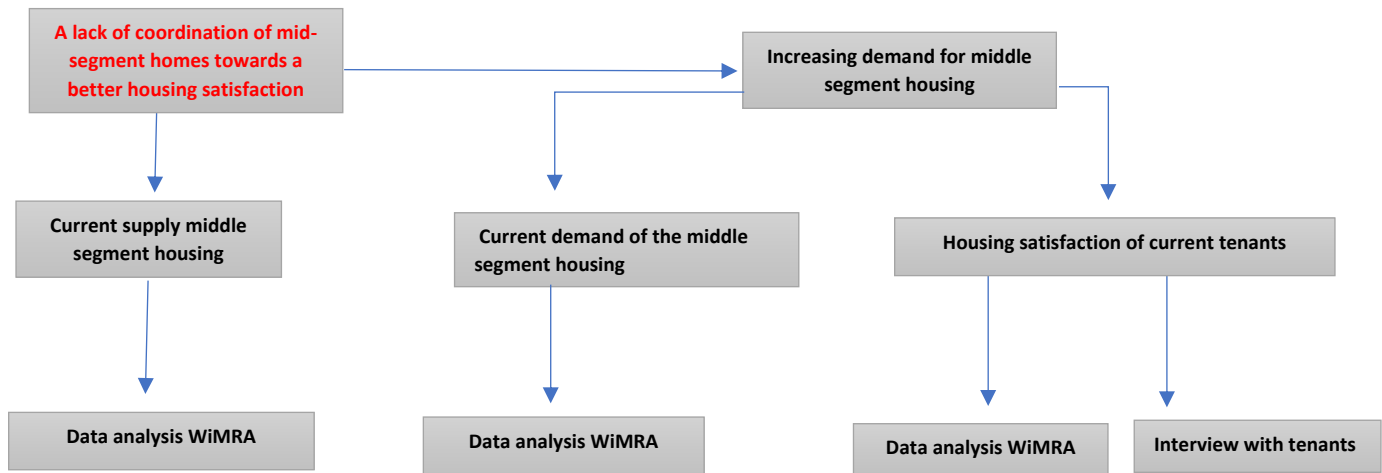 A lack of coordination of mid-
segment homes towards a
better housing satisfaction
Increasing demand for middle
segment housing
Current supply middle
segment housing
Current demand of the middle
segment housing
Housing satisfaction of current tenants
Data analysis WiMRA
Data analysis WiMRA
Data analysis WiMRA
Interview with tenants